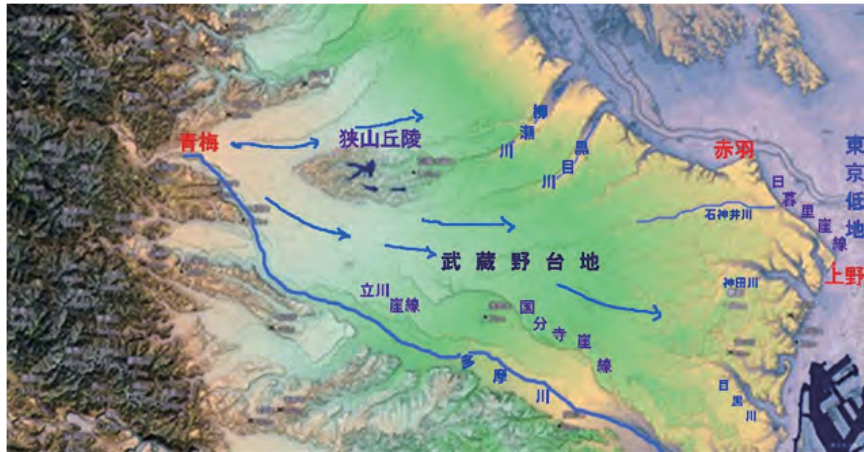 青梅
狭山丘陵
柳瀬川
黒目川
赤羽
東京低地
日暮里崖線
石神井川
上野
武蔵野台地
神田川
立川
崖線
国分寺崖線
多摩川
目黒川